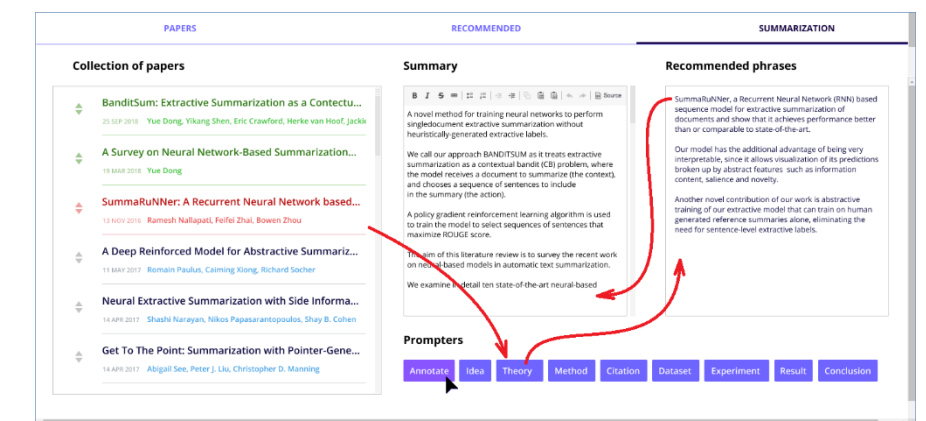 PAPERS
RECOMMENDED
SUMMARIZATION
Collection of papers
BanditSum: Extractive Summarization as a Contectu...
25 SEP 2018 Yue Dong, Yikang Shen, Eric Crawford, Herke van Hoof, Jackie
A Survey on Neural Network-Based Summarization...
19 MAR 2018 Yue Dong
SummaRuNNer: A Recurrent Neural Network based...
13 NOV 2016 Ramesh Nallapati, Feifei Zhai, Bowen Zhou
A Deep Reinforced Model for Abstractive Summariz...
11 MAY 2017 Romain Paulus, Caiming Xiong, Richard Socher
Neural Extractive Summarization with Side Informa...
14 APR 2017 Shashi Narayan, Nikos Papasarantopoulos, Shay B. Cohen
Get To The Point: Summarization with Pointer-Gene...
14 APR 2017 Abigail See, Peter J. Liu, Christopher D. Manning
Summary
B I S Source
A novel method for training neural networks to perform
singledocument extractive summarization without
heuristically-generated extractive labels.
We call our approach BANDITSUM as it treats extractive
summarization as a contextual bandit (CB) problem, where
the model receives a document to summarize (the context),
and chooses a sequence of sentences to include
in the summary (the action).
A policy gradient reinforcement learning algorithm is used
to train the model to select sequences of sentences that
maximize ROUGE score.
The aim of this literature review is to survey the recent work
on neural-based models in automatic text summarization.
We examine in detail ten state-of-the-art neural-based
Recommended phrases
SummaRuNNer, a Recurrent Neural Network (RNN) based
sequence model for extractive summarization of
documents and show that it achieves performance better
than or comparable to state-of-the-art.
Our model has the additional advantage of being very
interpretable, since it allows visualization of its predictions
broken up by abstract features such as information
content, salience and novelty.
Another novel contribution of our work is abstractive
training of our extractive model that can train on human
generated reference summaries alone, eliminating the
need for sentence-level extractive labels.
Prompters
Annotate
Idea
Theory
Method
Citation
Dataset
Experiment
Result
Conclusion